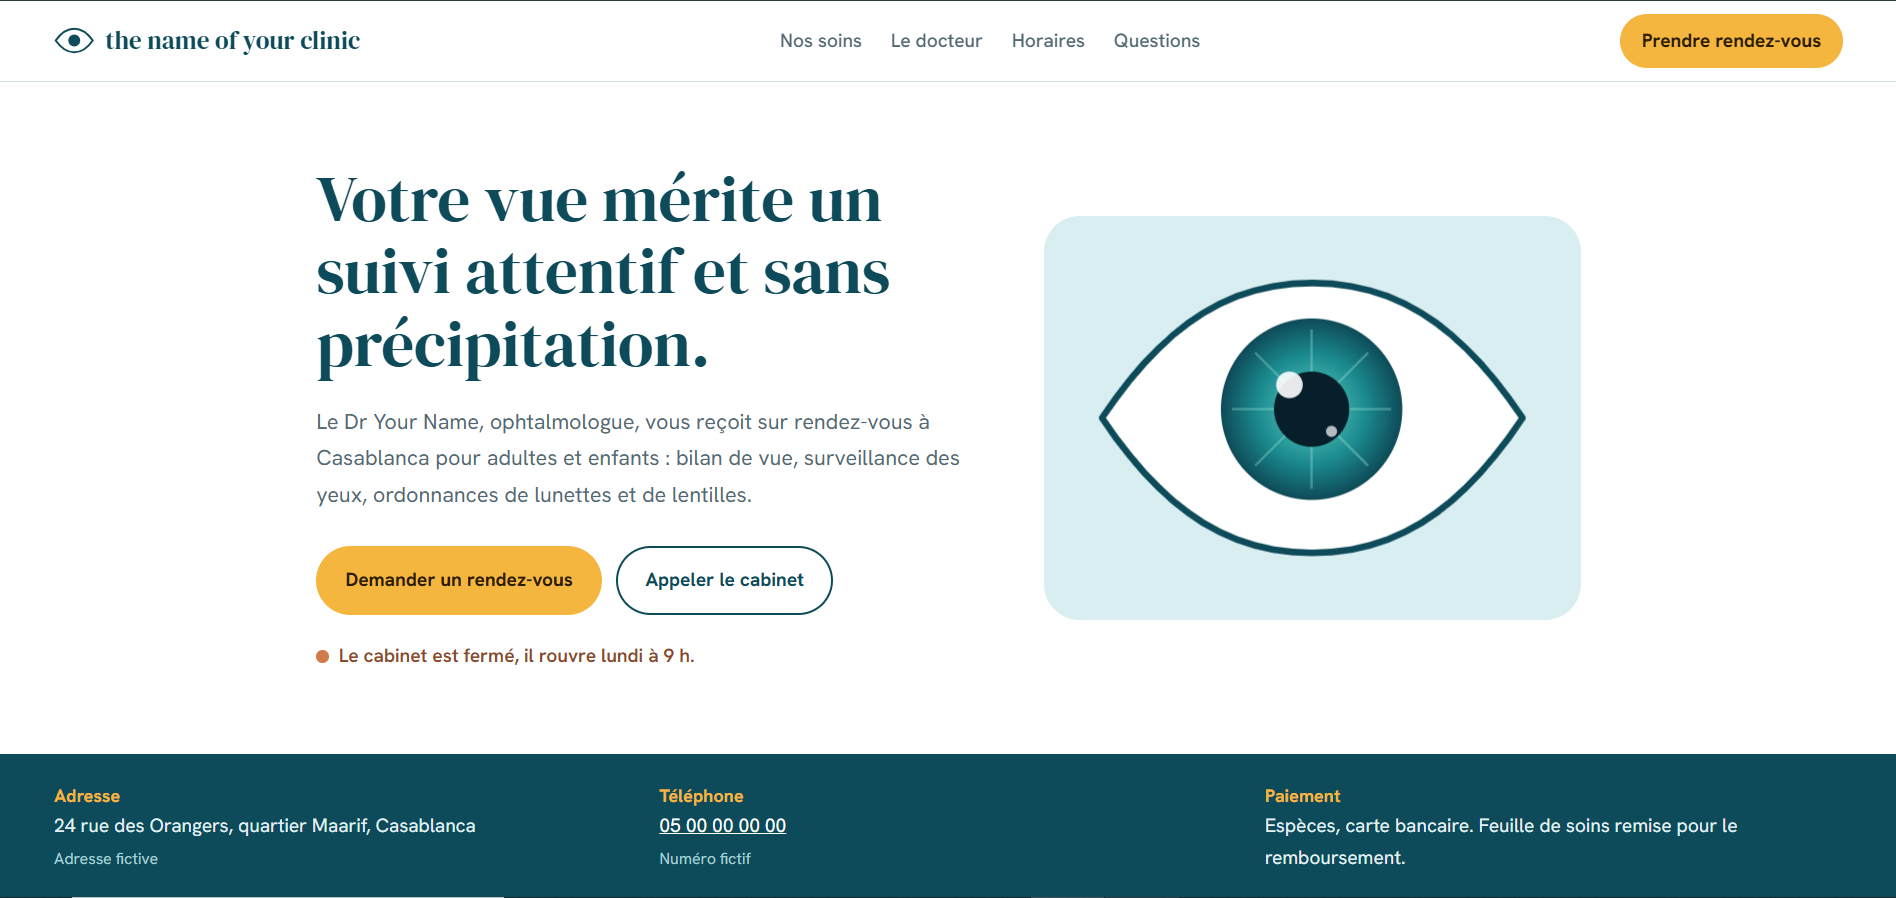 the name of your clinic
Nos soins
Le docteur
Horaires
Questions
Prendre rendez-vous
Votre vue mérite un
suivi attentif et sans
précipitation.
Le Dr Your Name, ophtalmologue, vous reçoit sur rendez-vous à
Casablanca pour adultes et enfants : bilan de vue, surveillance des
yeux, ordonnances de lunettes et de lentilles.
Demander un rendez-vous
Appeler le cabinet
Le cabinet est fermé, il rouvre lundi à 9 h.
Adresse
24 rue des Orangers, quartier Maarif, Casablanca
Adresse fictive
Téléphone
05 00 00 00 00
Numéro fictif
Paiement
Espèces, carte bancaire. Feuille de soins remise pour le
remboursement.